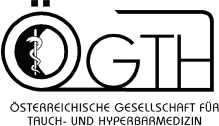 ÖGTH
ÖSTERREICHISCHE GESELLSCHAFT FÜR
TAUCH- UND HYPERBARMEDIZIN